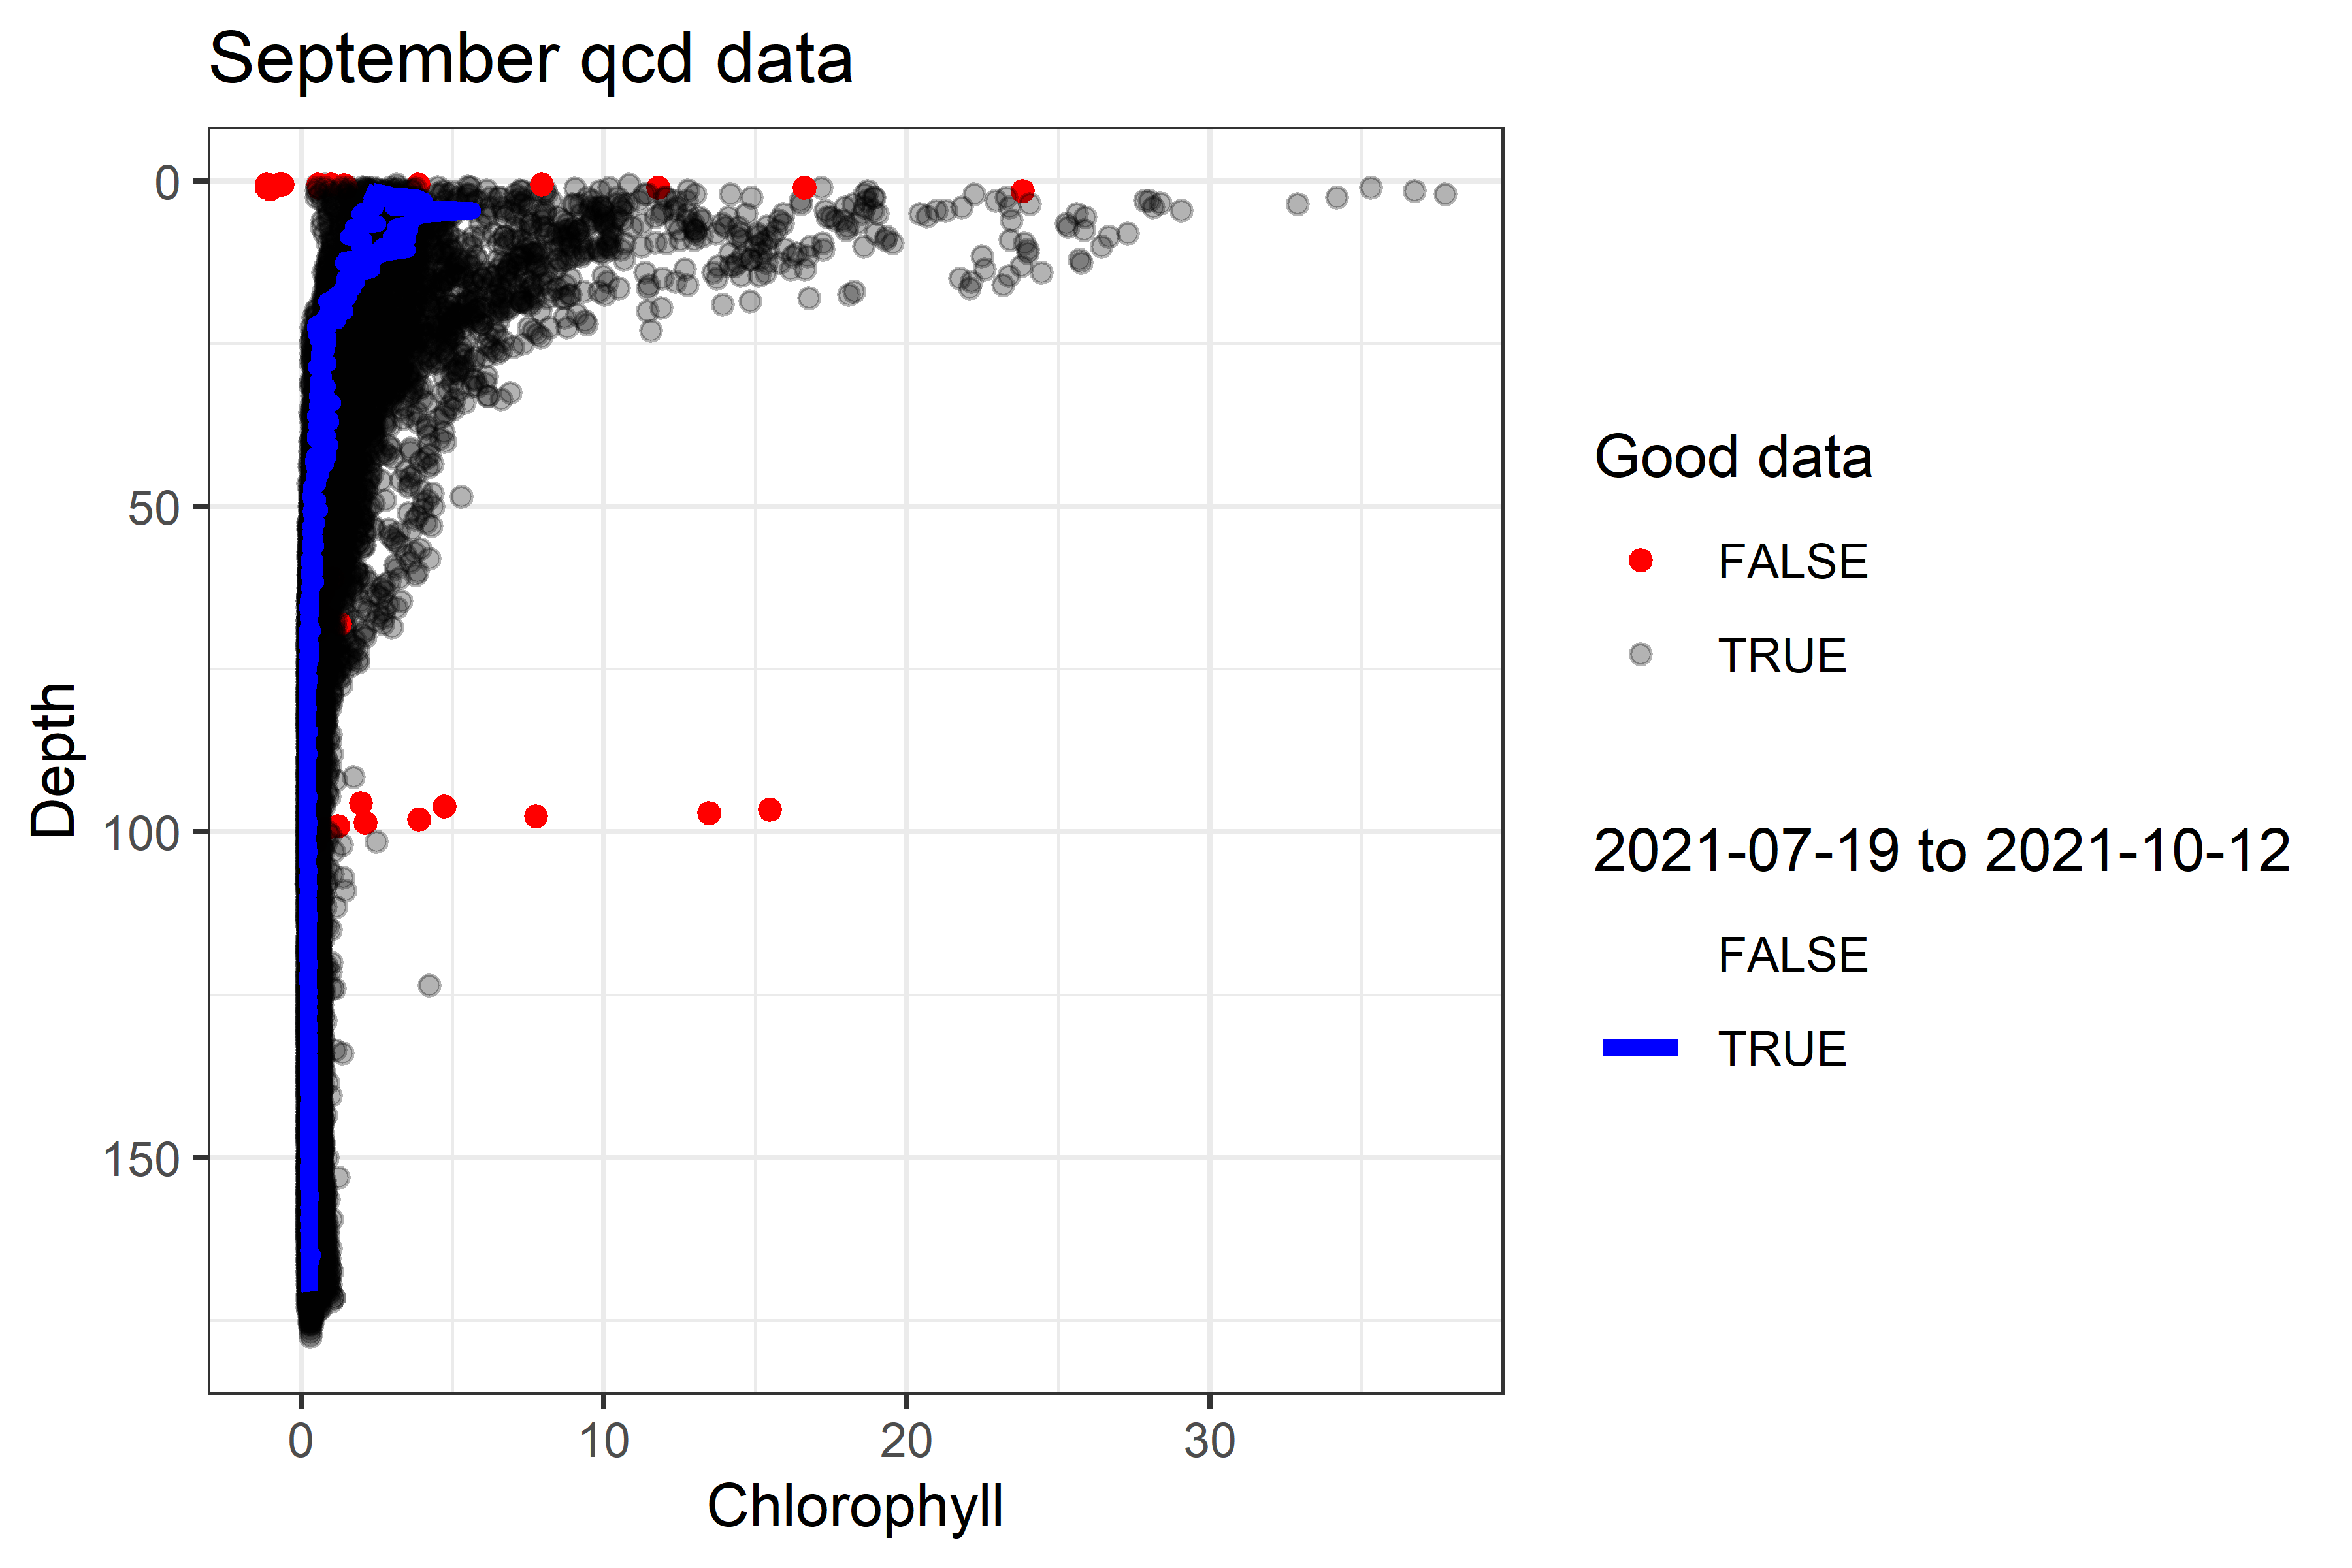 September qcd data
0
50
100
150
Depth
0 10 20 30
Chlorophyll
Good data
FALSE
TRUE
2021-07-19 to 2021-10-12
FALSE
TRUE